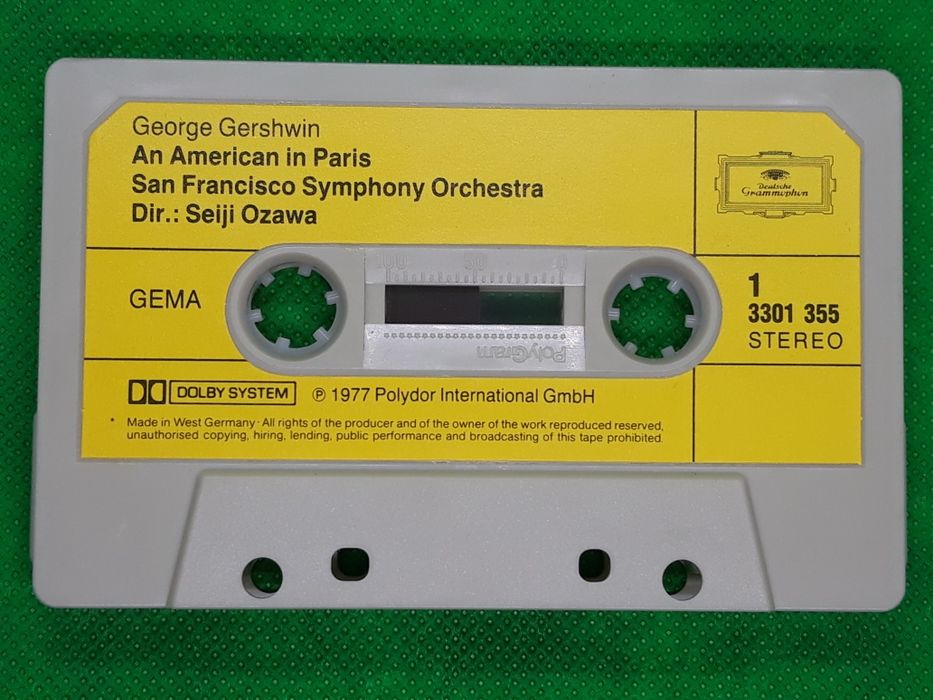 George Gershwin
An American in Paris
San Francisco Symphony Orchestra
Dir.: Seiji Ozawa
Deutsche
Grammophon
GEMA
100 50 0
PolyGram
1
3301 355
STEREO
DOLBY SYSTEM ℗ 1977 Polydor International GmbH
* Made in West Germany · All rights of the producer and of the owner of the work reproduced reserved,
unauthorised copying, hiring, lending, public performance and broadcasting of this tape prohibited.